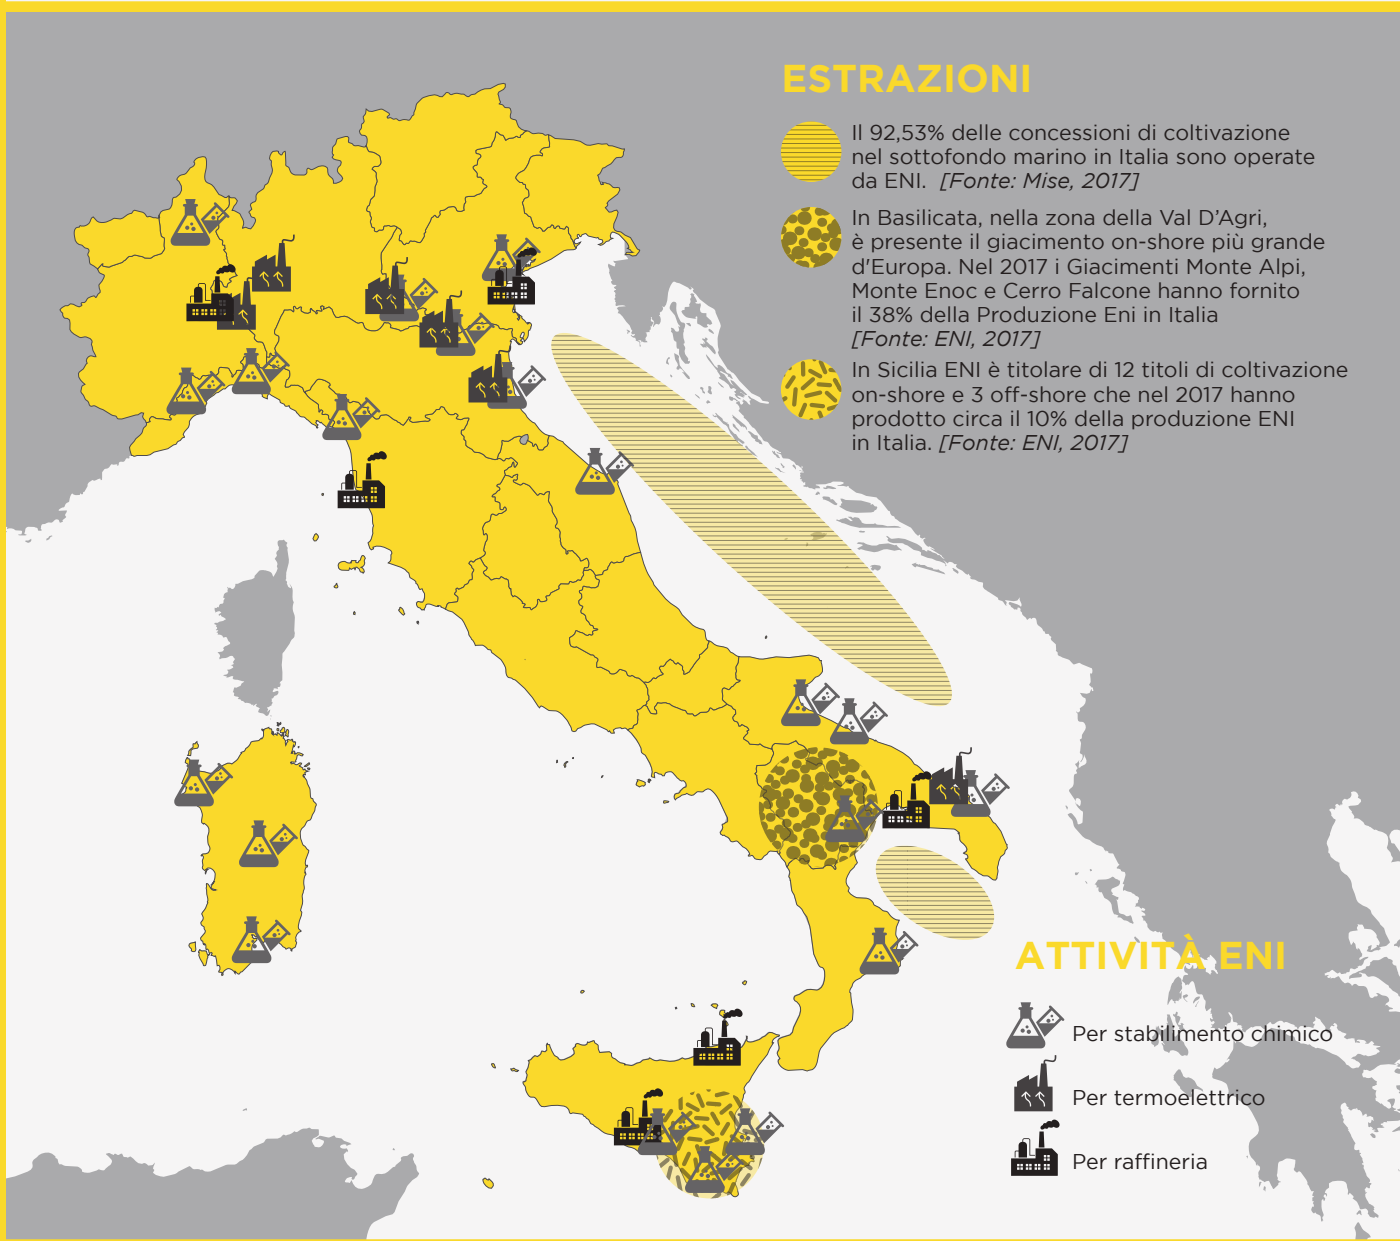 ESTRAZIONI
Il 92,53% delle concessioni di coltivazione
nel sottofondo marino in Italia sono operate
da ENI. [Fonte: Mise, 2017]
In Basilicata, nella zona della Val D’Agri,
è presente il giacimento on-shore più grande
d'Europa. Nel 2017 i Giacimenti Monte Alpi,
Monte Enoc e Cerro Falcone hanno fornito
il 38% della Produzione Eni in Italia
[Fonte: ENI, 2017]
In Sicilia ENI è titolare di 12 titoli di coltivazione
on-shore e 3 off-shore che nel 2017 hanno
prodotto circa il 10% della produzione ENI
in Italia. [Fonte: ENI, 2017]
ATTIVITÀ ENI
Per stabilimento chimico
Per termoelettrico
Per raffineria